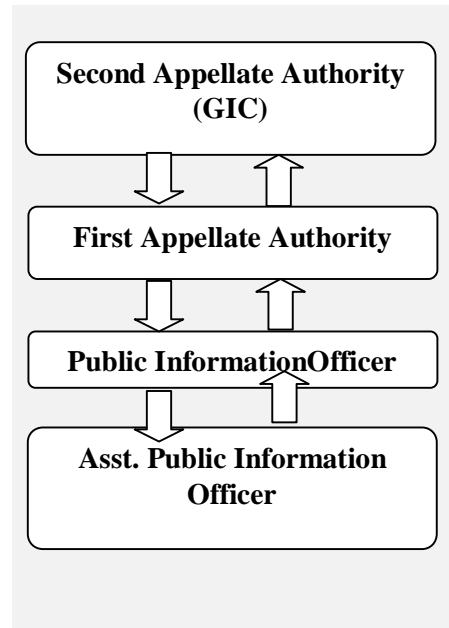 Second Appellate Authority
(GIC)
First Appellate Authority
Public InformationOfficer
Asst. Public Information
Officer